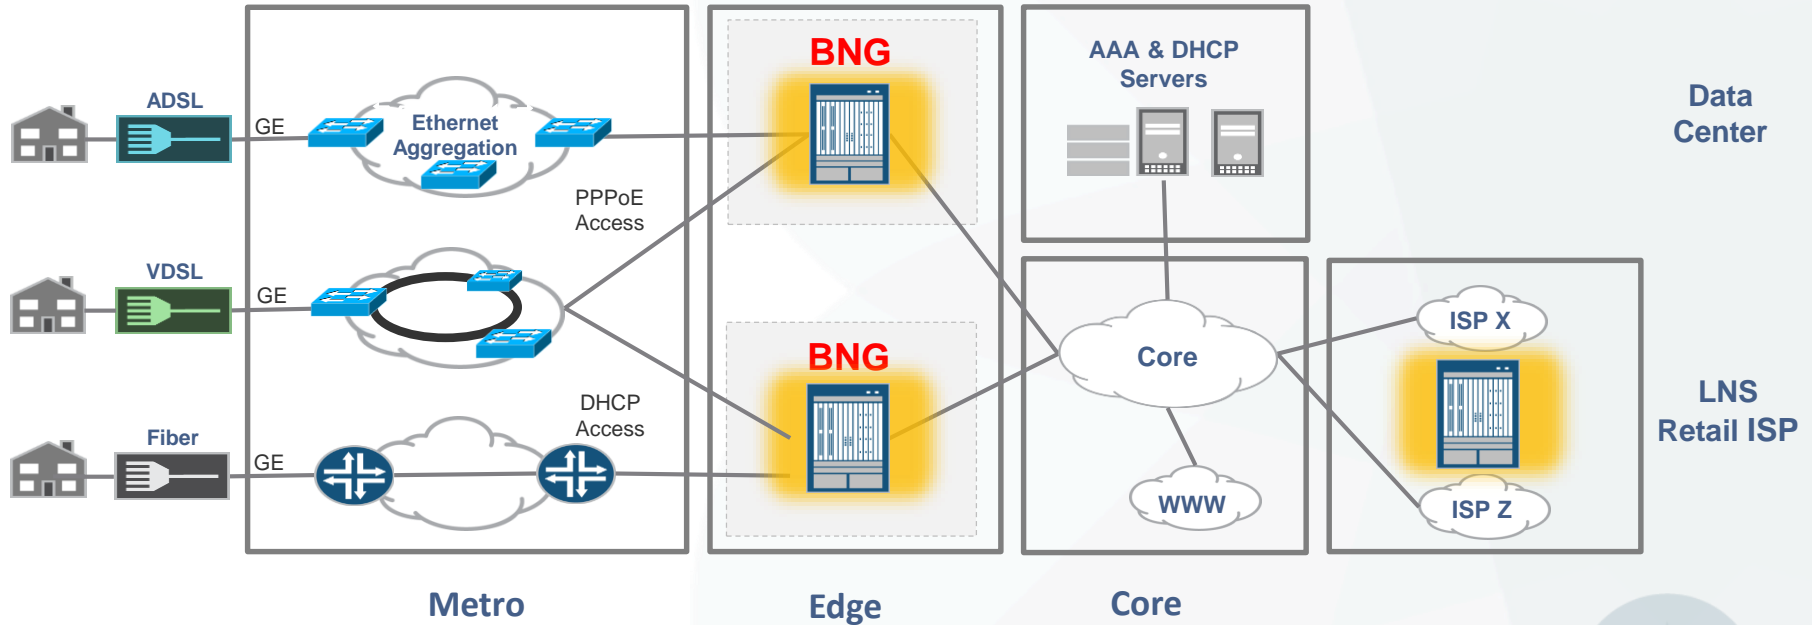 BNG
AAA & DHCP
Servers
Data
Center
ADSL
GE
Ethernet
Aggregation
PPPoE
Access
VDSL
GE
ISP X
BNG
Core
DHCP
Access
LNS
Retail ISP
Fiber
GE
WWW
ISP Z
Metro
Edge
Core